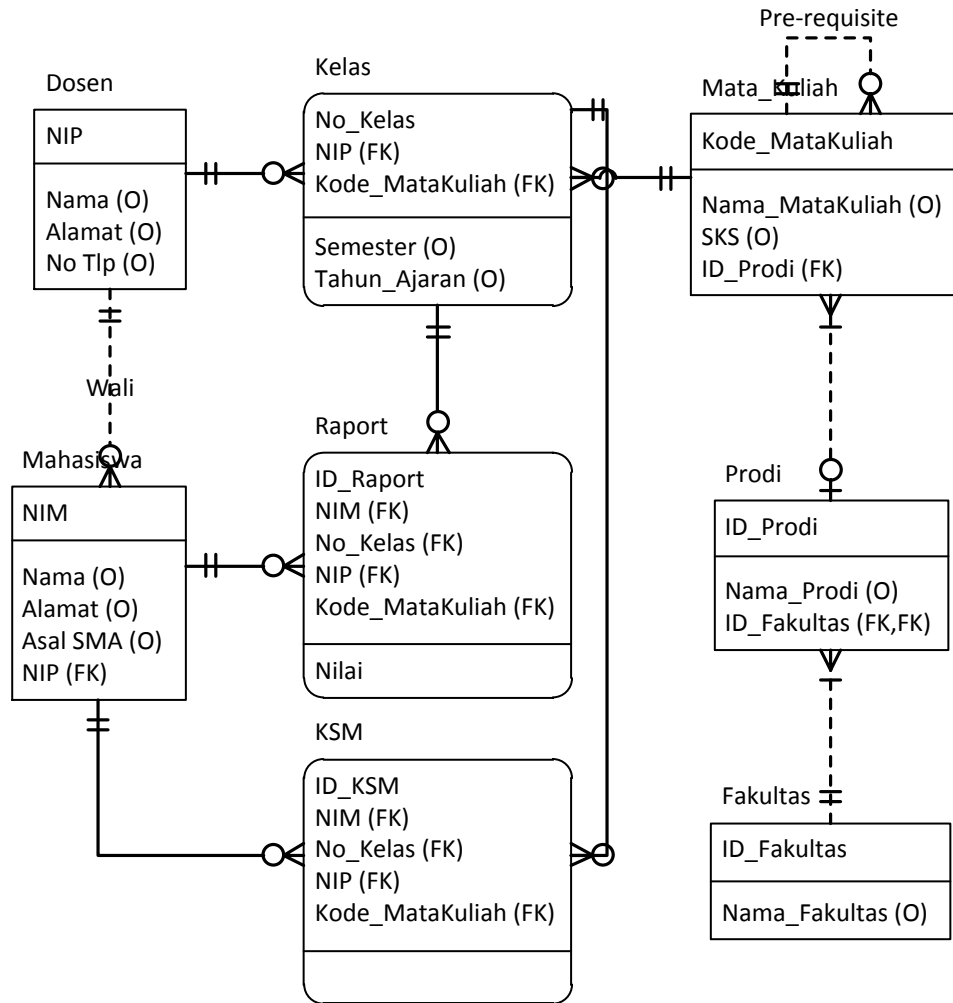 Dosen
NIP
Nama (O)
Alamat (O)
No Tlp (O)
Wali
Mahasiswa
NIM
Nama (O)
Alamat (O)
Asal SMA (O)
NIP (FK)
Kelas
No_Kelas
NIP (FK)
Kode_MataKuliah (FK)
Semester (O)
Tahun_Ajaran (O)
Raport
ID_Raport
NIM (FK)
No_Kelas (FK)
NIP (FK)
Kode_MataKuliah (FK)
Nilai
KSM
ID_KSM
NIM (FK)
No_Kelas (FK)
NIP (FK)
Kode_MataKuliah (FK)
Pre-requisite
Mata_Kuliah
Kode_MataKuliah
Nama_MataKuliah (O)
SKS (O)
ID_Prodi (FK)
Prodi
ID_Prodi
Nama_Prodi (O)
ID_Fakultas (FK,FK)
Fakultas
ID_Fakultas
Nama_Fakultas (O)